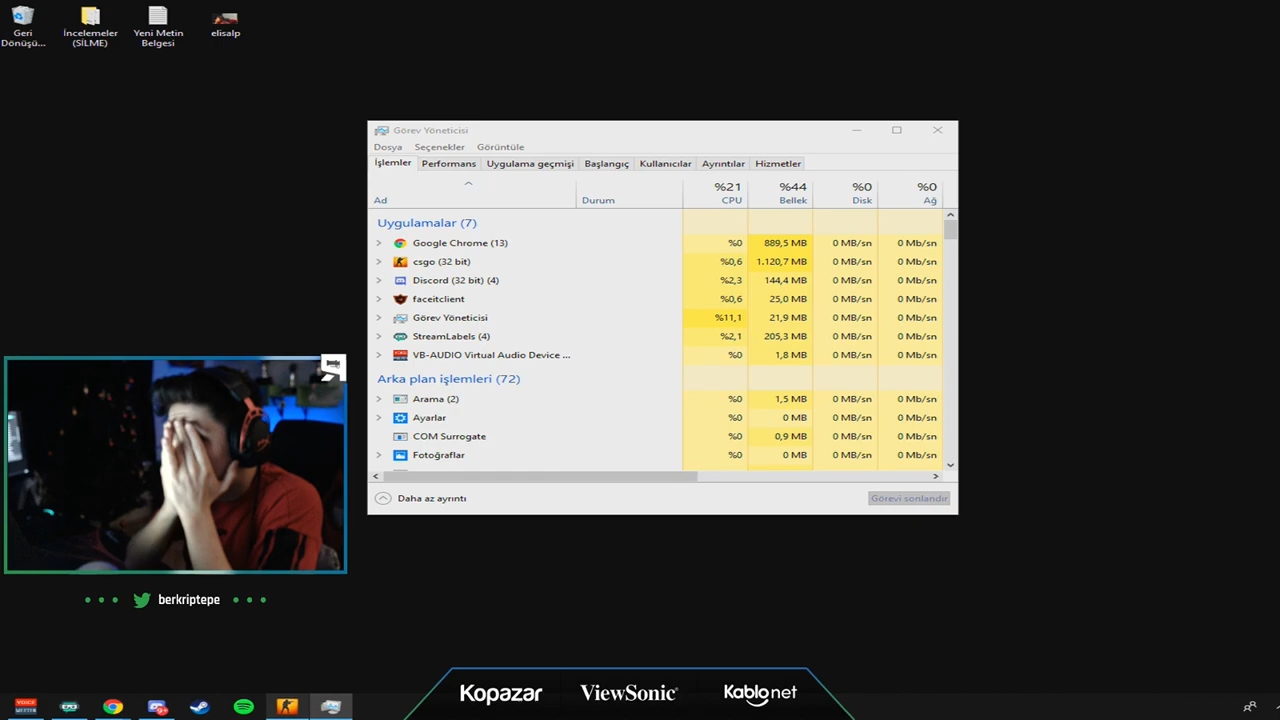 Geri
Dönüşü...
İncelemeler
(SİLME)
Yeni Metin
Belgesi
elisalp
Görev Yöneticisi
Dosya Seçenekler Görüntüle
İşlemler Performans Uygulama geçmişi Başlangıç Kullanıcılar Ayrıntılar Hizmetler
%21 %44 %0 %0
Ad Durum CPU Bellek Disk Ağ
Uygulamalar (7)
Google Chrome (13) %0 889,5 MB 0 MB/sn 0 Mb/sn
csgo (32 bit) %0,6 1.120,7 MB 0 MB/sn 0 Mb/sn
Discord (32 bit) (4) %2,3 144,4 MB 0 MB/sn 0 Mb/sn
faceitclient %0,6 25,0 MB 0 MB/sn 0 Mb/sn
Görev Yöneticisi %11,1 21,9 MB 0 MB/sn 0 Mb/sn
StreamLabels (4) %2,1 205,3 MB 0 MB/sn 0 Mb/sn
VB-AUDIO Virtual Audio Device ... %0 1,8 MB 0 MB/sn 0 Mb/sn
Arka plan işlemleri (72)
Arama (2) %0 1,5 MB 0 MB/sn 0 Mb/sn
Ayarlar %0 0 MB 0 MB/sn 0 Mb/sn
COM Surrogate %0 0,9 MB 0 MB/sn 0 Mb/sn
Fotoğraflar %0 0 MB 0 MB/sn 0 Mb/sn
Daha az ayrıntı Görevi sonlandır
berkriptepe
Kopazar ViewSonic Kablonet